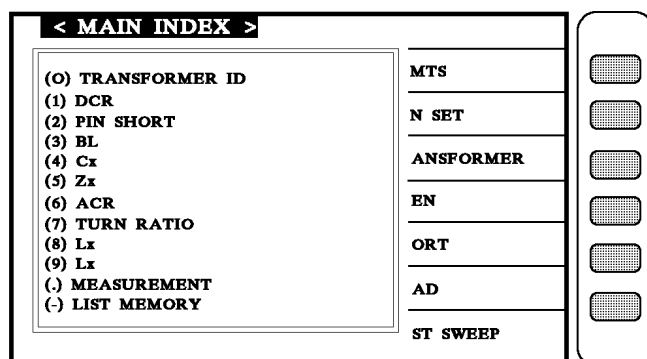 < MAIN INDEX >
(O) TRANSFORMER ID
(1) DCR
(2) PIN SHORT
(3) BL
(4) Cx
(5) Zx
(6) ACR
(7) TURN RATIO
(8) Lx
(9) Lx
(.) MEASUREMENT
(-) LIST MEMORY
MTS
N SET
ANSFORMER
EN
ORT
AD
ST SWEEP